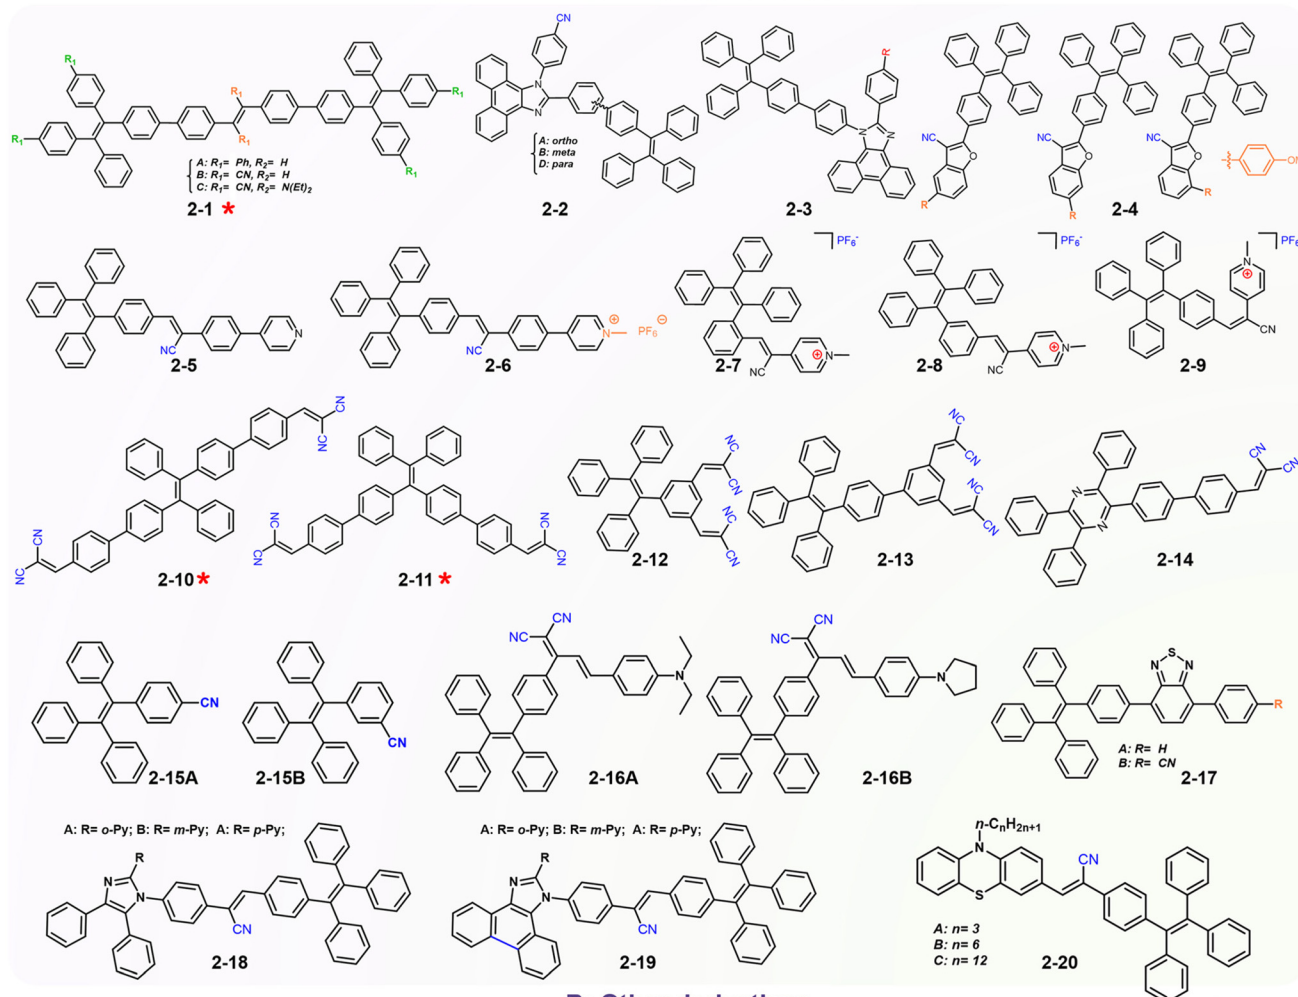 R₁
R₁
R₁
R₁
R₁
R₁
A: R₁= Ph, R₂= H
B: R₁= CN, R₂= H
C: R₁= CN, R₂= N(Et)₂
2-1 *
CN
N
N
A: ortho
B: meta
D: para
2-2
R
N
N
2-3
NC
O
R
NC
O
R
NC
O
R
2-4
NC
N
2-5
NC
N
⊕
PF₆
⊖
2-6
PF₆⁻
NC
⊕
N
2-7
PF₆⁻
NC
⊕
N
2-8
PF₆
N
⊕
CN
2-9
CN
NC
CN
NC
2-10 *
NC
CN
CN
CN
2-11 *
NC
CN
NC
CN
2-12
NC
CN
NC
CN
2-13
N
N
CN
CN
2-14
CN
2-15A
CN
2-15B
NC
CN
N
2-16A
NC
CN
N
2-16B
S
N
N
R
A: R= H
B: R= CN
2-17
A: R= o-Py; B: R= m-Py; A: R= p-Py;
R
N
N
CN
2-18
A: R= o-Py; B: R= m-Py; A: R= p-Py;
R
N
N
CN
2-19
n-CₙH₂ₙ₊₁
N
S
CN
A: n= 3
B: n= 6
C: n= 12
2-20